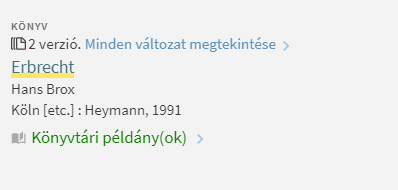 KÖNYV
2 verzió. Minden változat megtekintése
Erbrecht
Hans Brox
Köln [etc.] : Heymann, 1991
Könyvtári példány(ok)